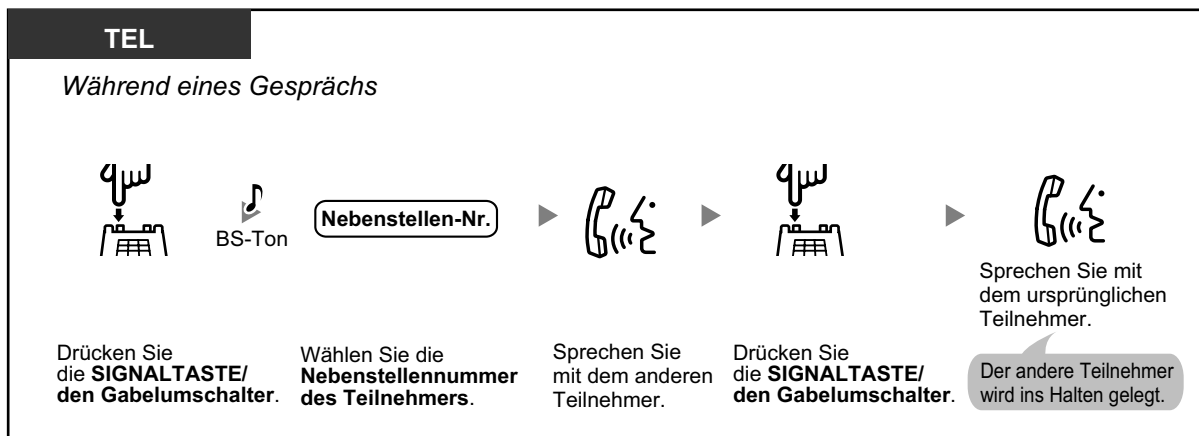 TEL
Während eines Gesprächs
BS-Ton
Nebenstellen-Nr.
Drücken Sie
die SIGNALTASTE/
den Gabelumschalter.
Wählen Sie die
Nebenstellennummer
des Teilnehmers.
Sprechen Sie
mit dem anderen
Teilnehmer.
Drücken Sie
die SIGNALTASTE/
den Gabelumschalter.
Sprechen Sie mit
dem ursprünglichen
Teilnehmer.
Der andere Teilnehmer
wird ins Halten gelegt.